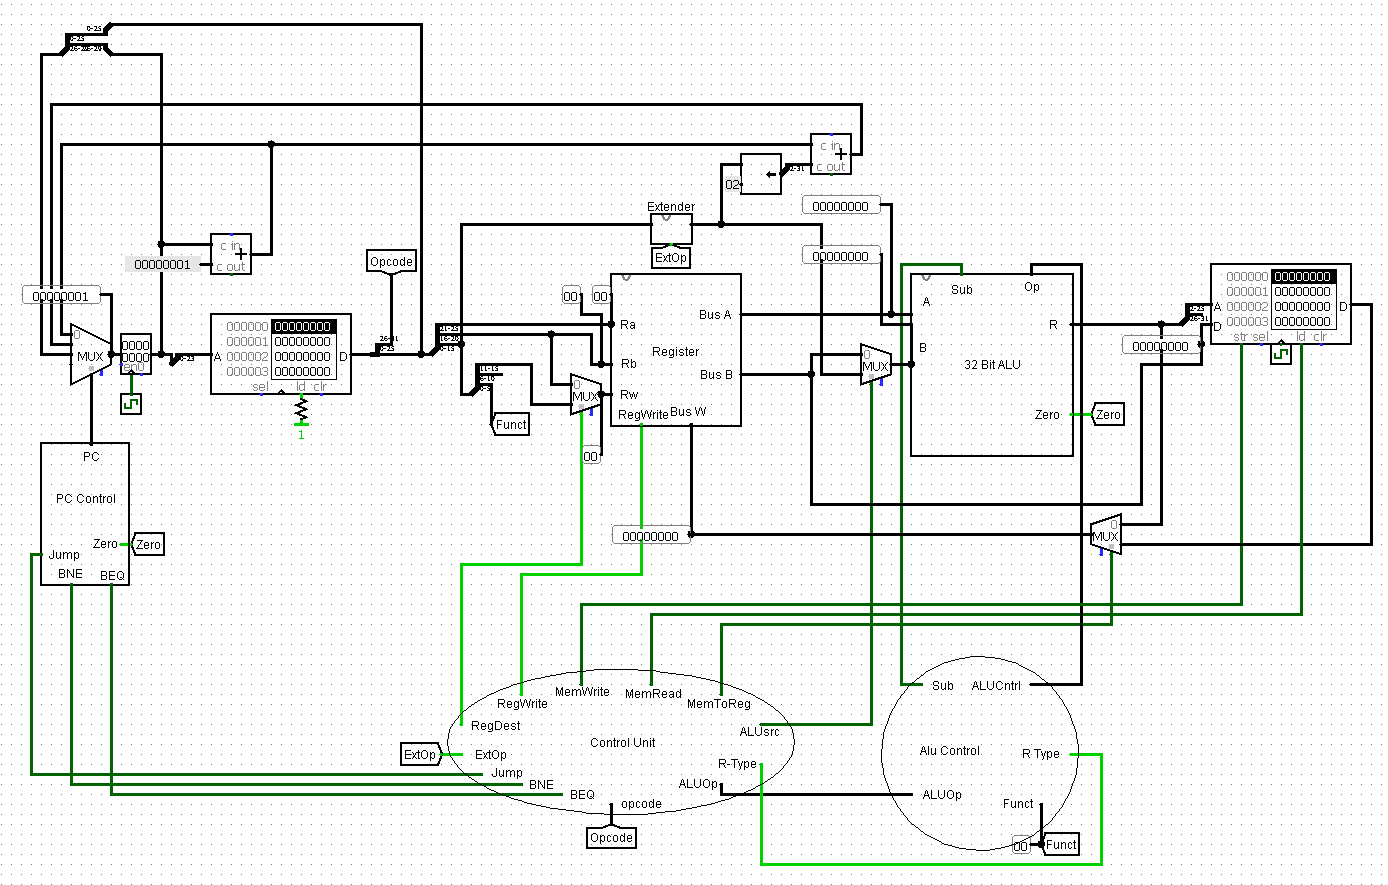 0-25
0-25
c in
c out
02
2-31
00000000
Extender
ExtOp
00000000
c in
c out
00000001
Opcode
Sub
Op
000000 00000000
000001 00000000
000002 00000000
000003 00000000
A
D
D
str sel ld clr
00000001
0
MUX
0000
0000
en0
0-23
000000 00000000
000001 00000000
000002 00000000
000003 00000000
A
D
sel ld clr
1
26-31
0-25
21-25
16-20
0-15
11-15
6-10
Funct
00
00
Ra
Rb
Rw
Register
RegWrite
Bus W
Bus A
Bus B
0
MUX
00
0
MUX
A
B
R
32 Bit ALU
Zero
Zero
2-25
26-31
00000000
PC
PC Control
Zero
Zero
Jump
BNE
BEQ
00000000
0
MUX
RegWrite
MemWrite
MemRead
MemToReg
RegDest
ALUsrc
Control Unit
ExtOp
ExtOp
R-Type
Jump
BNE
ALUOp
BEQ
opcode
Opcode
Sub
ALUCntrl
Alu Control
R Type
ALUOp
Funct
00
Funct